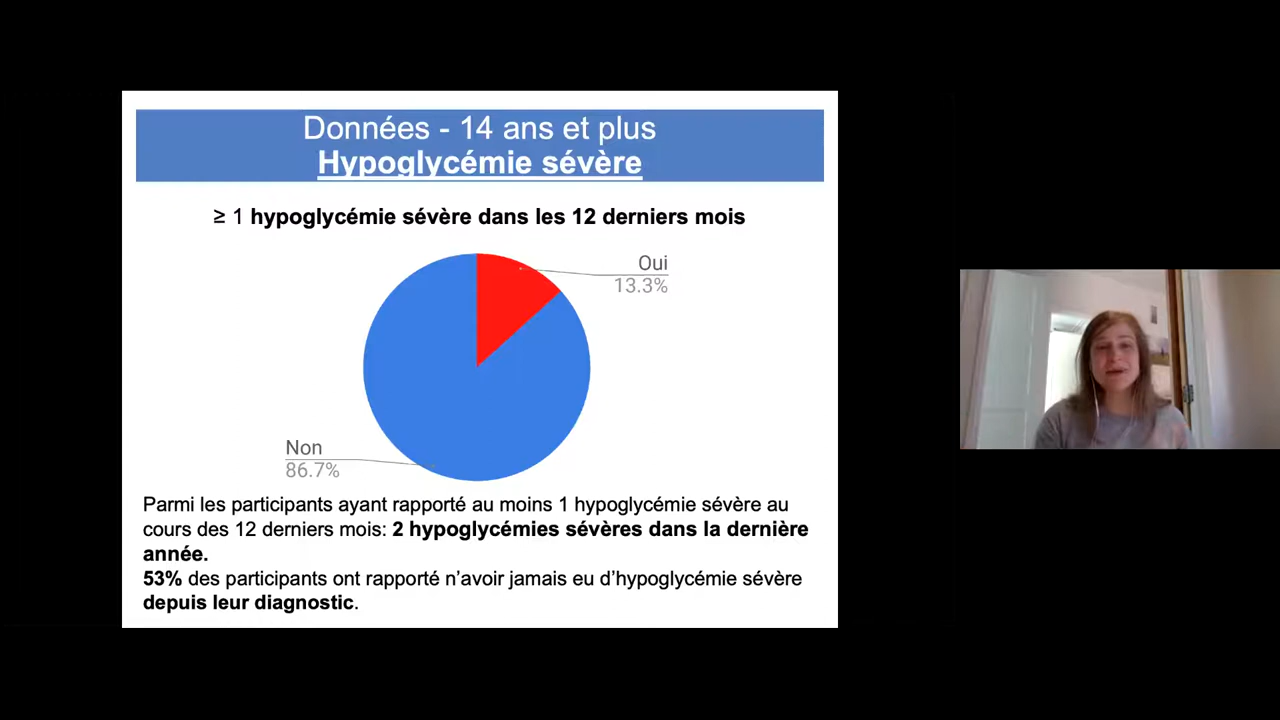 Données - 14 ans et plus
Hypoglycémie sévère
≥ 1 hypoglycémie sévère dans les 12 derniers mois
Oui
13.3%
Non
86.7%
Parmi les participants ayant rapporté au moins 1 hypoglycémie sévère au
cours des 12 derniers mois: 2 hypoglycémies sévères dans la dernière
année.
53% des participants ont rapporté n’avoir jamais eu d’hypoglycémie sévère
depuis leur diagnostic.